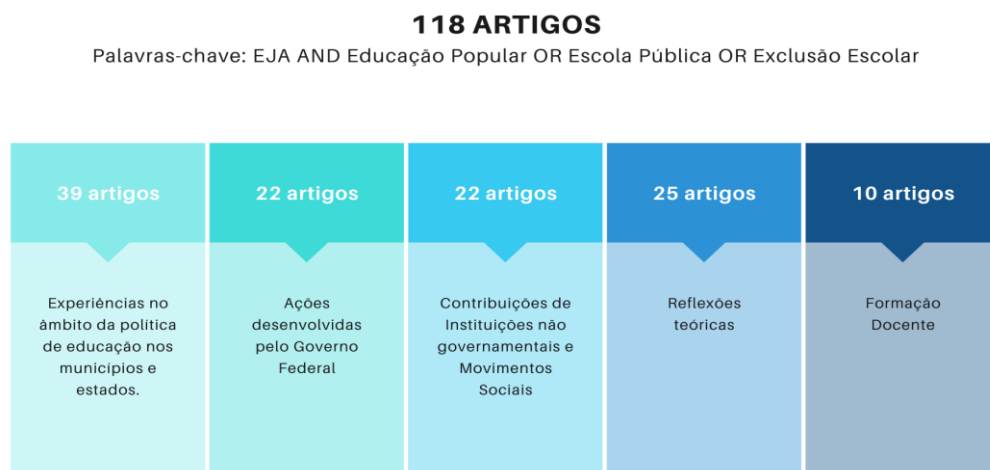 118 ARTIGOS
Palavras-chave: EJA AND Educação Popular OR Escola Pública OR Exclusão Escolar
39 artigos
Experiências no
âmbito da política
de educação nos
municípios e
estados.
22 artigos
Ações
desenvolvidas
pelo Governo
Federal
22 artigos
Contribuições de
Instituições não
governamentais e
Movimentos
Sociais
25 artigos
Reflexões
teóricas
10 artigos
Formação
Docente